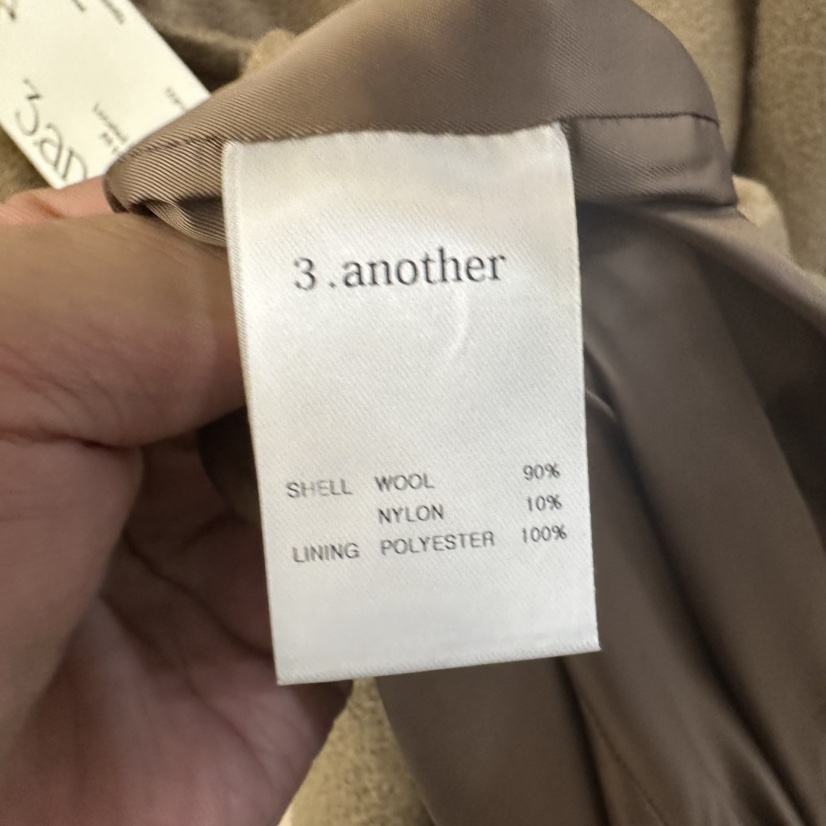 3.another
SHELL WOOL 90%
NYLON 10%
LINING POLYESTER 100%